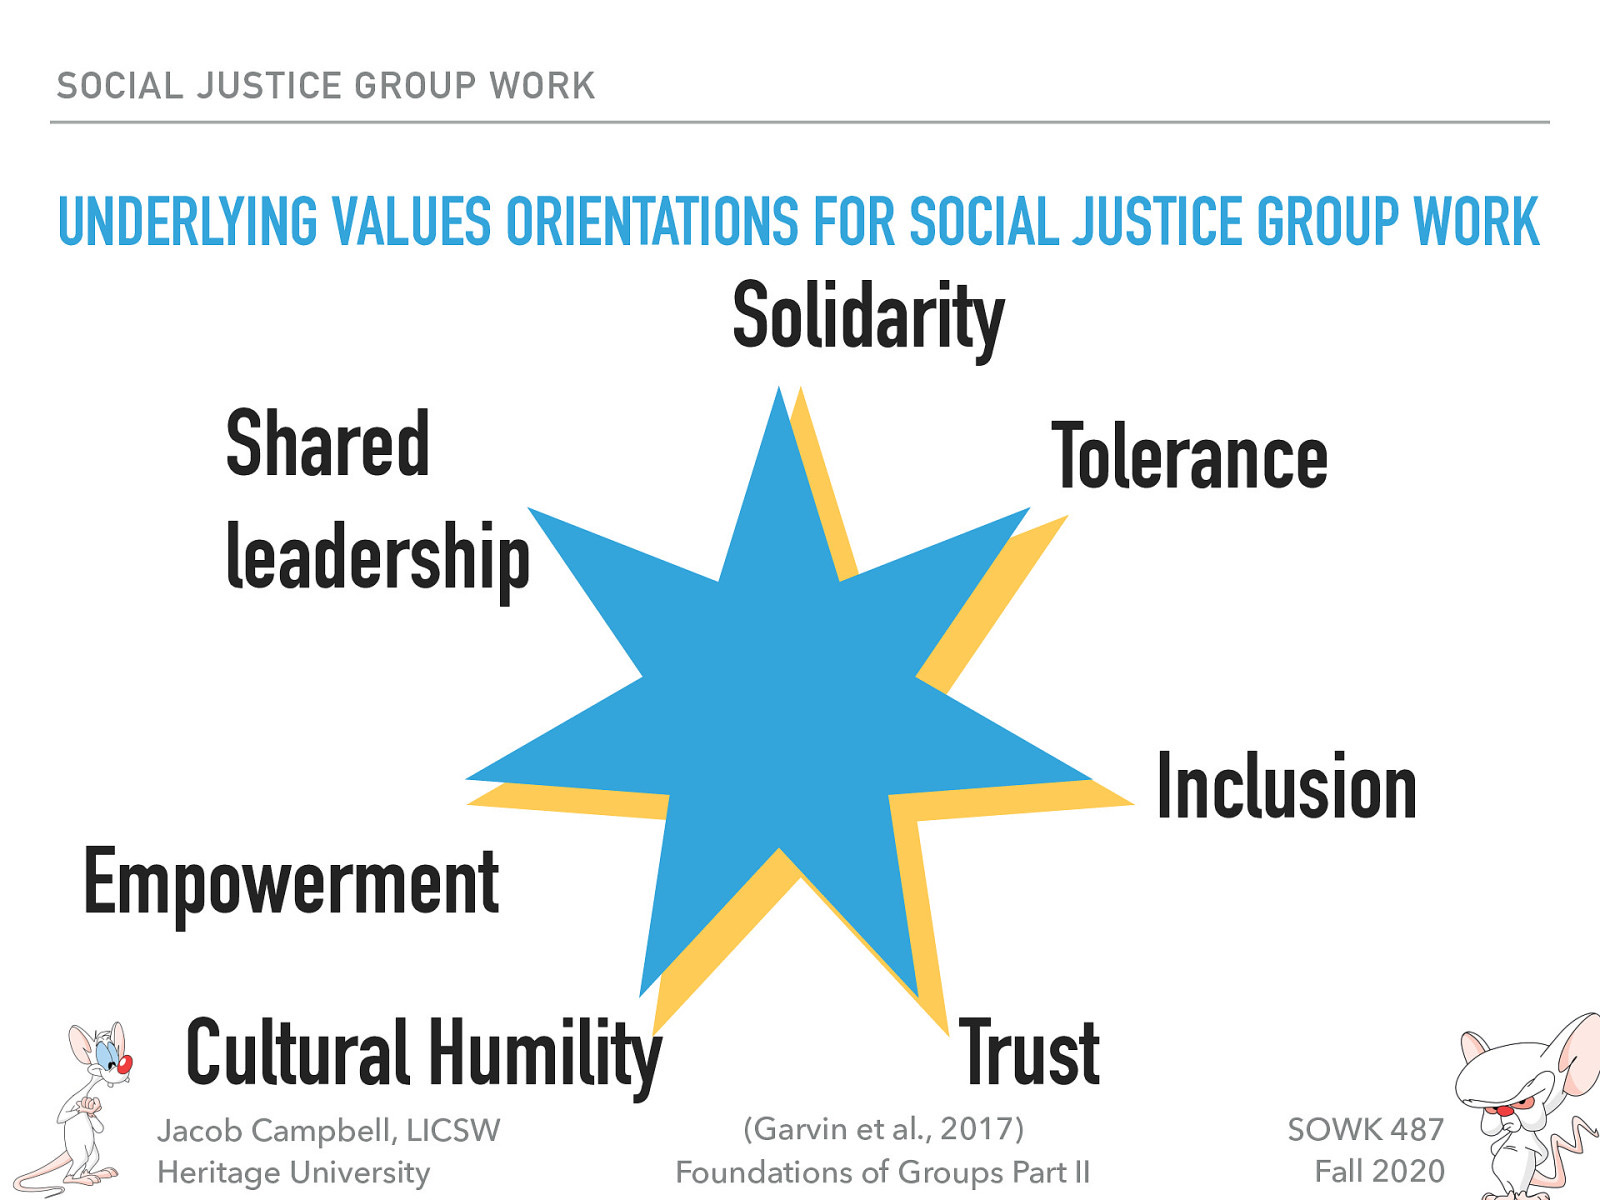 SOCIAL JUSTICE GROUP WORK
UNDERLYING VALUES ORIENTATIONS FOR SOCIAL JUSTICE GROUP WORK
Solidarity
Tolerance
Inclusion
Trust
Cultural Humility
Empowerment
Shared
leadership
Jacob Campbell, LICSW
Heritage University
(Garvin et al., 2017)
Foundations of Groups Part II
SOWK 487
Fall 2020